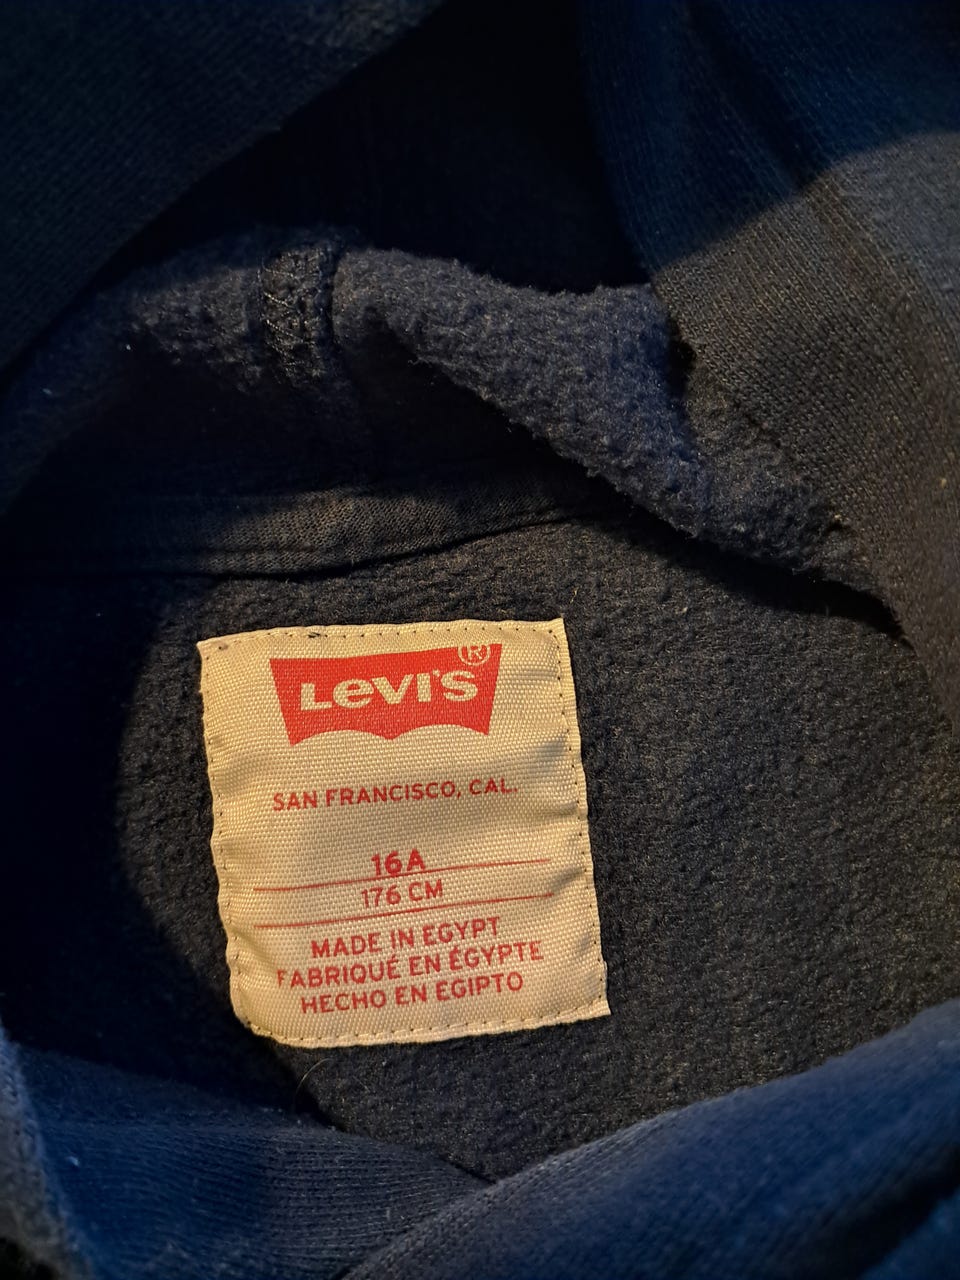 Levi's®
SAN FRANCISCO, CAL.
16A
176 CM
MADE IN EGYPT
FABRIQUÉ EN ÉGYPTE
HECHO EN EGIPTO